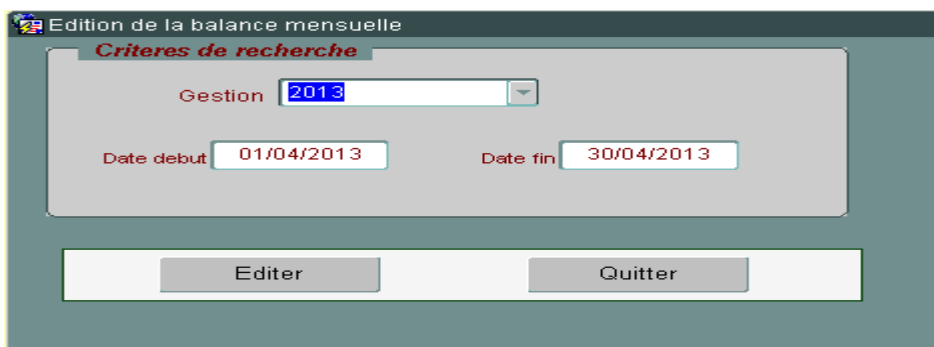 Edition de la balance mensuelle
Criteres de recherche
Gestion 2013
Date debut 01/04/2013 Date fin 30/04/2013
Editer Quitter